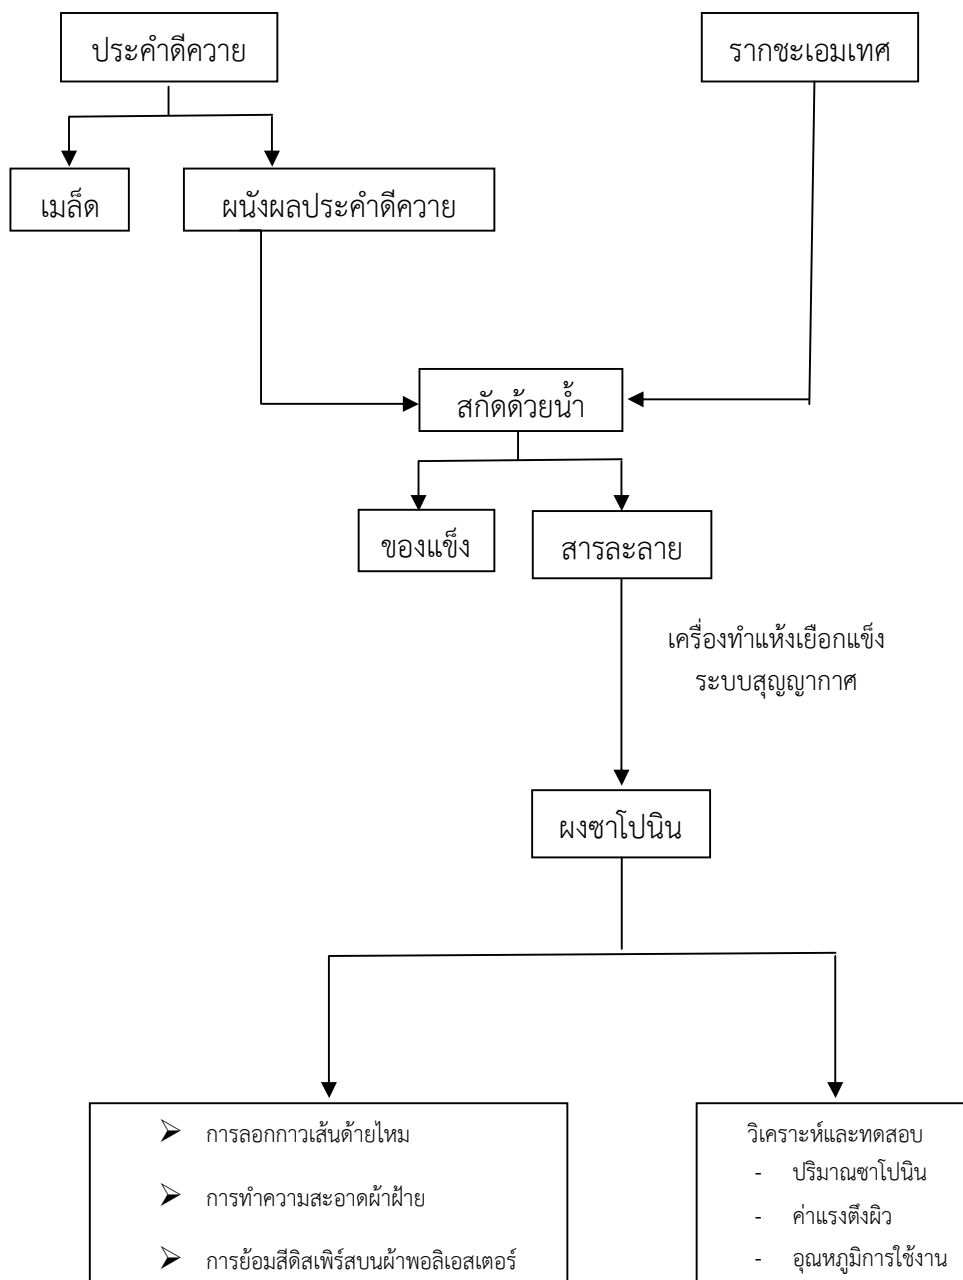 ประคำดีควาย
รากชะเอมเทศ
เมล็ด
ผนังผลประคำดีควาย
สกัดด้วยน้ำ
ของแข็ง
สารละลาย
เครื่องทำแห้งเยือกแข็ง
ระบบสุญญากาศ
ผงซาโปนิน
➢ การลอกกาวเส้นด้ายไหม
➢ การทำความสะอาดผ้าฝ้าย
➢ การย้อมสีดิสเพิร์สบนผ้าพอลิเอสเตอร์
วิเคราะห์และทดสอบ
- ปริมาณซาโปนิน
- ค่าแรงตึงผิว
- อุณหภูมิการใช้งาน